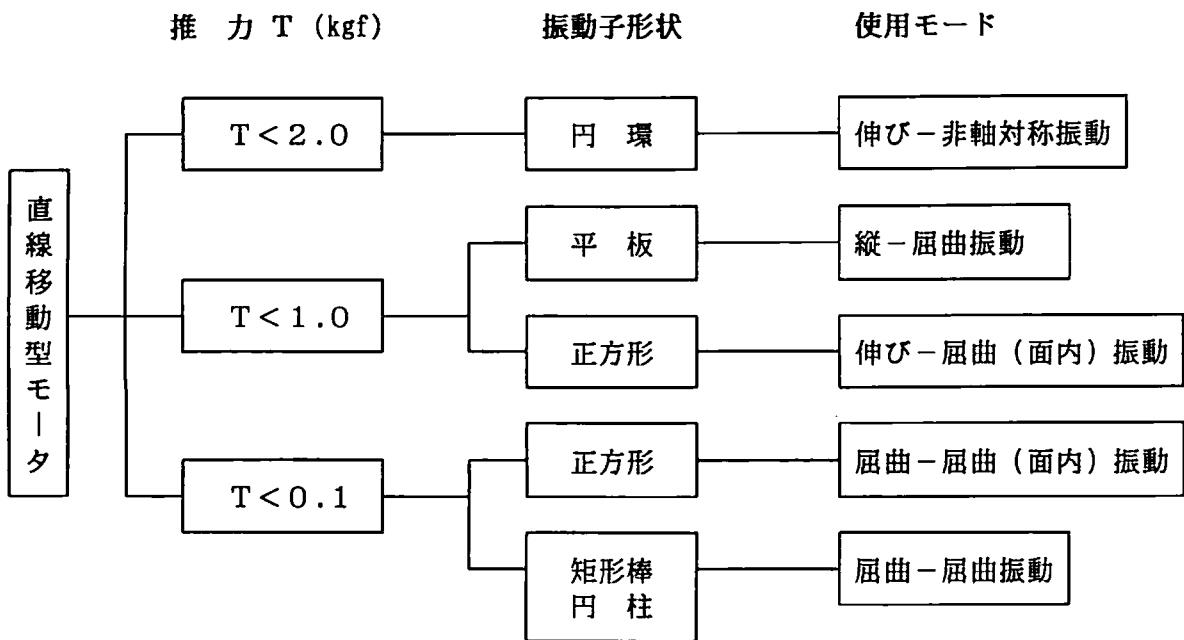 推 力 T (kgf)
振動子形状
使用モード
直線移動型モータ
T<2.0
円 環
伸び－非軸対称振動
T<1.0
平 板
縦－屈曲振動
正方形
伸び－屈曲（面内）振動
T<0.1
正方形
屈曲－屈曲（面内）振動
矩形棒
円 柱
屈曲－屈曲振動